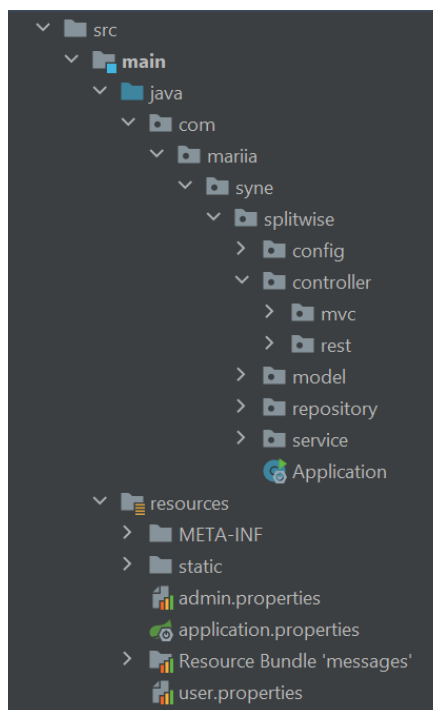 src
main
java
com
mariia
syne
splitwise
config
controller
mvc
rest
model
repository
service
Application
resources
META-INF
static
admin.properties
application.properties
Resource Bundle 'messages'
user.properties